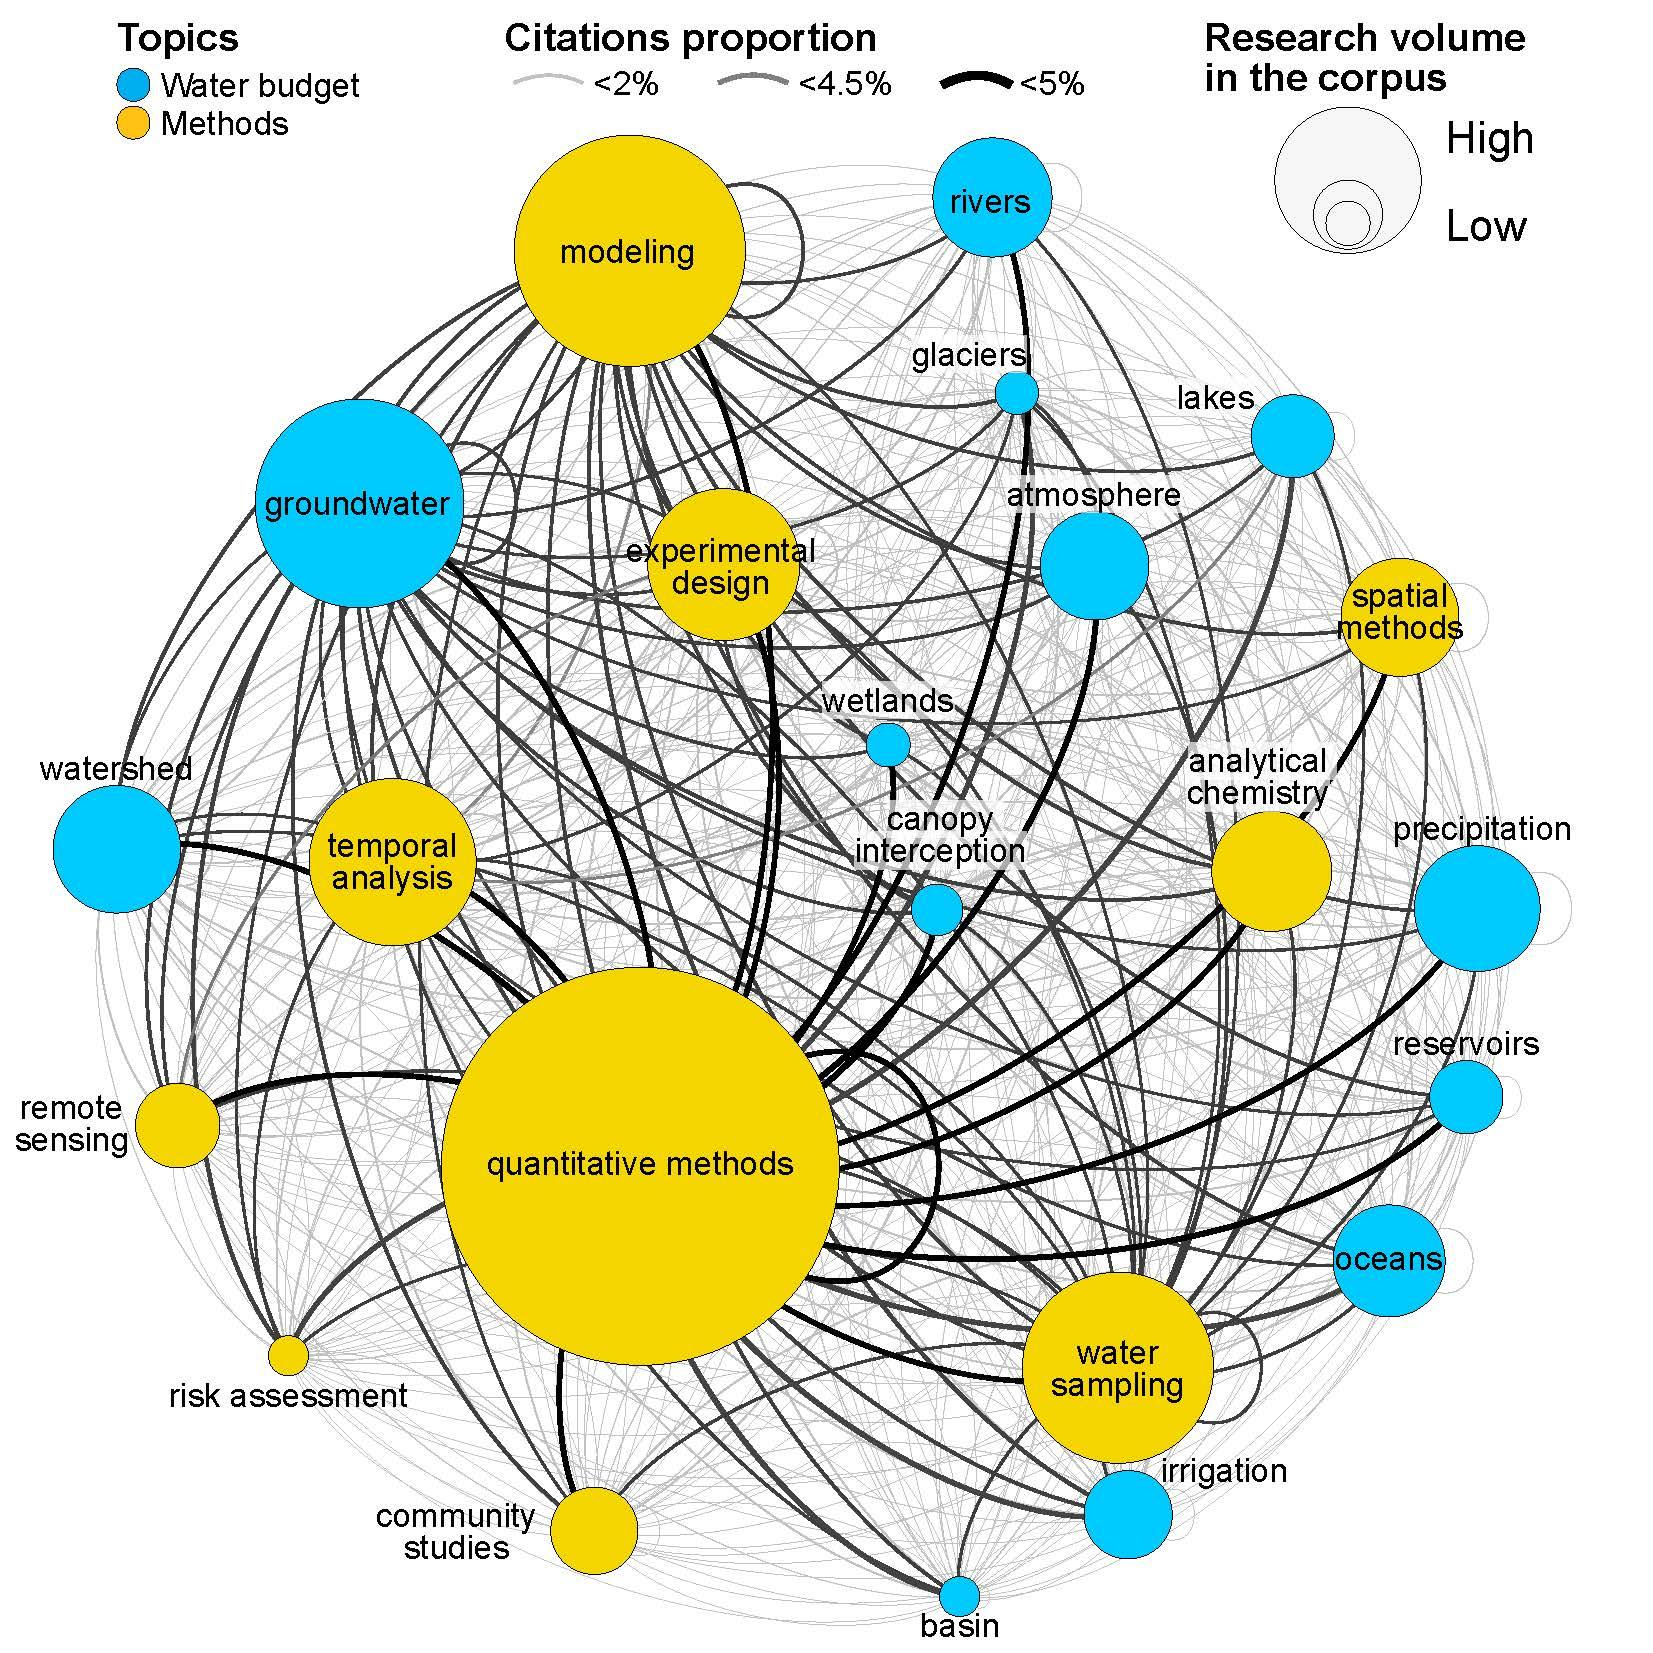 Topics
Water budget
Methods
Citations proportion
<2%
<4.5%
<5%
Research volume
in the corpus
High
Low
modeling
rivers
glaciers
lakes
groundwater
atmosphere
experimental
design
spatial
methods
wetlands
watershed
analytical
chemistry
temporal
analysis
canopy
interception
precipitation
reservoirs
remote
sensing
quantitative methods
oceans
water
sampling
risk assessment
irrigation
community
studies
basin